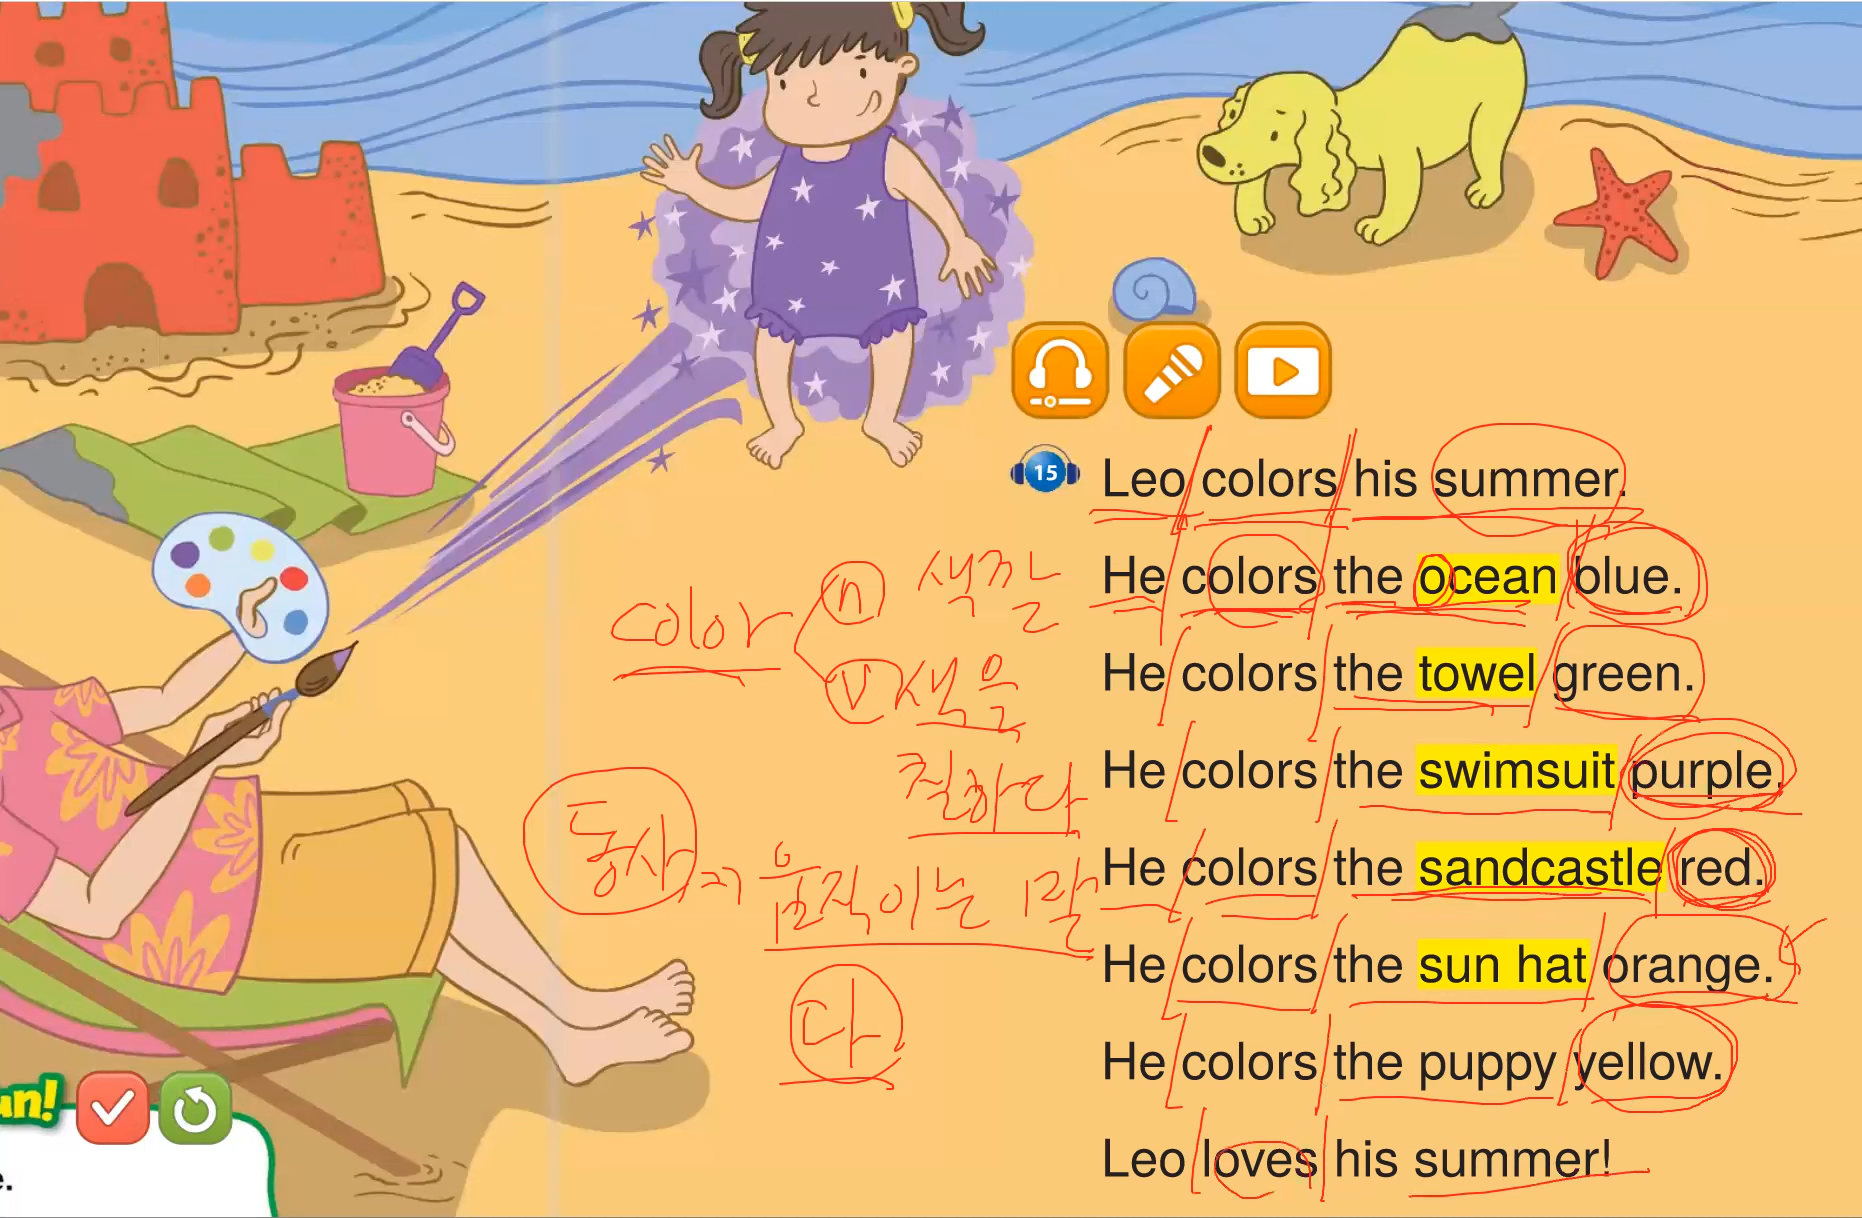 15 Leo colors his summer.
He colors the ocean blue.
He colors the towel green.
He colors the swimsuit purple.
He colors the sandcastle red.
He colors the sun hat orange.
He colors the puppy yellow.
Leo loves his summer!
color
n 색깔
v 색을
칠하다
동사 움직이는 말
다
un!
e.